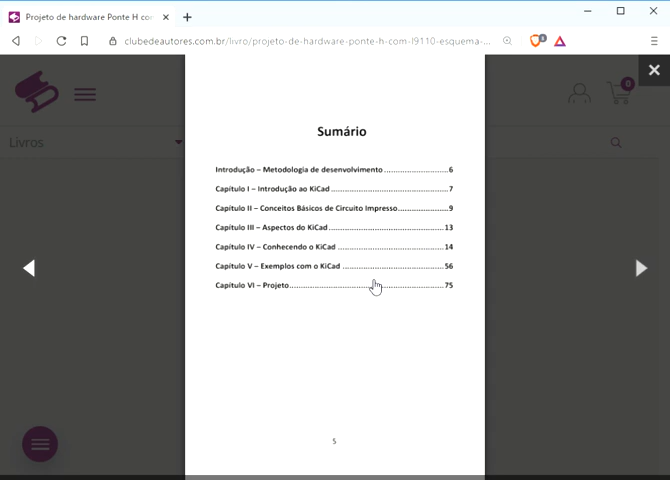 Projeto de hardware Ponte H co
clubedeautores.com.br/livro/projeto-de-hardware-ponte-h-com-l9110-esquema-...
0
Livros
Sumário
Introdução – Metodologia de desenvolvimento ..........................6
Capítulo I – Introdução ao KiCad ..............................................7
Capítulo II – Conceitos Básicos de Circuito Impresso....................9
Capítulo III – Aspectos do KiCad .............................................13
Capítulo IV – Conhecendo o KiCad ..........................................14
Capítulo V – Exemplos com o KiCad ........................................56
Capítulo VI – Projeto.............................................................75
5